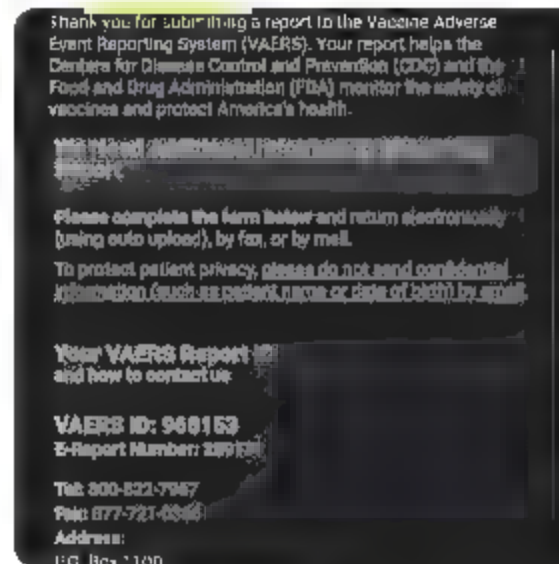 Thank you for submitting a report to the Vaccine Adverse
Event Reporting System (VAERS). Your report helps the
Centers for Disease Control and Prevention (CDC) and the
Food and Drug Administration (FDA) monitor the safety of
vaccines and protect America's health.
Please complete the form below and return electronically
(using auto upload), by fax, or by mail.
To protect patient privacy, please do not send confidential
information (such as patient name or date of birth) by email.
Your VAERS Report
and how to contact us
VAERS ID:
E-Report Number:
Tel: 800-822-7967
Fax: 877-721-
Address:
P.O. Box 1100